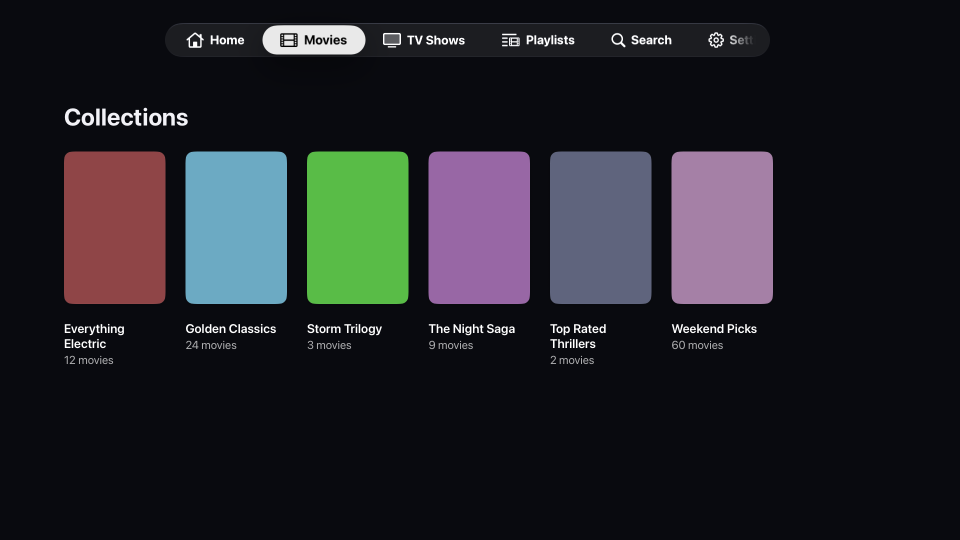 Home Movies TV Shows Playlists Search Sett
Collections
Everything
Electric
12 movies
Golden Classics
24 movies
Storm Trilogy
3 movies
The Night Saga
9 movies
Top Rated
Thrillers
2 movies
Weekend Picks
60 movies